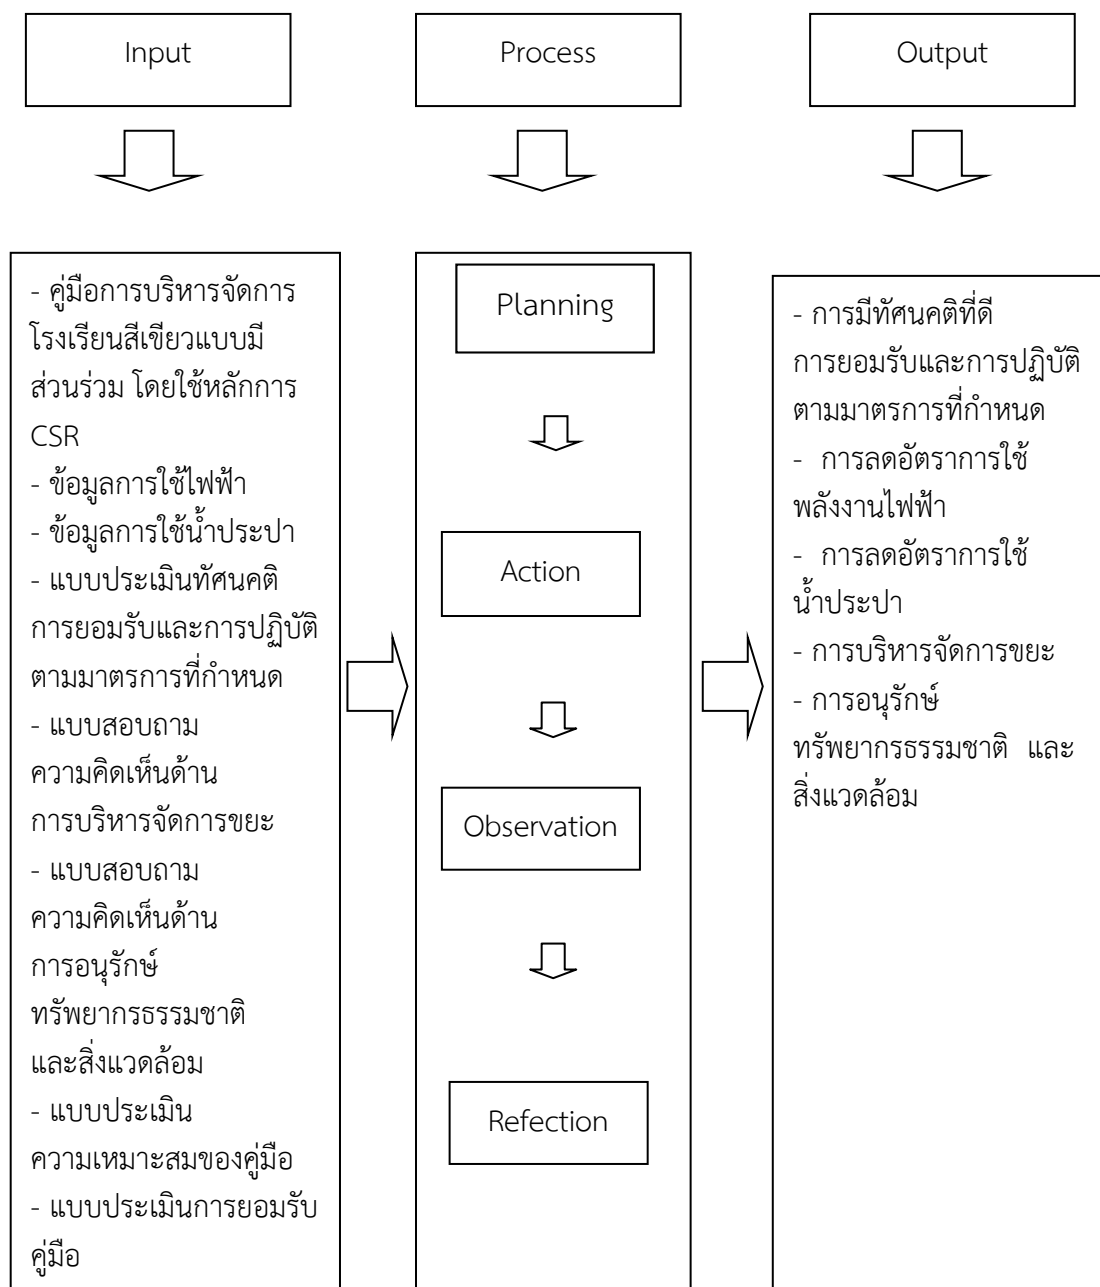 Input
Process
Output
- คู่มือการบริหารจัดการ
โรงเรียนสีเขียวแบบมี
ส่วนร่วม โดยใช้หลักการ
CSR
- ข้อมูลการใช้ไฟฟ้า
- ข้อมูลการใช้น้ำประปา
- แบบประเมินทัศนคติ
การยอมรับและการปฏิบัติ
ตามมาตรการที่กำหนด
- แบบสอบถาม
ความคิดเห็นด้าน
การบริหารจัดการขยะ
- แบบสอบถาม
ความคิดเห็นด้าน
การอนุรักษ์
ทรัพยากรธรรมชาติ
และสิ่งแวดล้อม
- แบบประเมิน
ความเหมาะสมของคู่มือ
- แบบประเมินการยอมรับ
คู่มือ
Planning
Action
Observation
Refection
- การมีทัศนคติที่ดี
การยอมรับและการปฏิบัติ
ตามมาตรการที่กำหนด
- การลดอัตราการใช้
พลังงานไฟฟ้า
- การลดอัตราการใช้
น้ำประปา
- การบริหารจัดการขยะ
- การอนุรักษ์
ทรัพยากรธรรมชาติ และ
สิ่งแวดล้อม